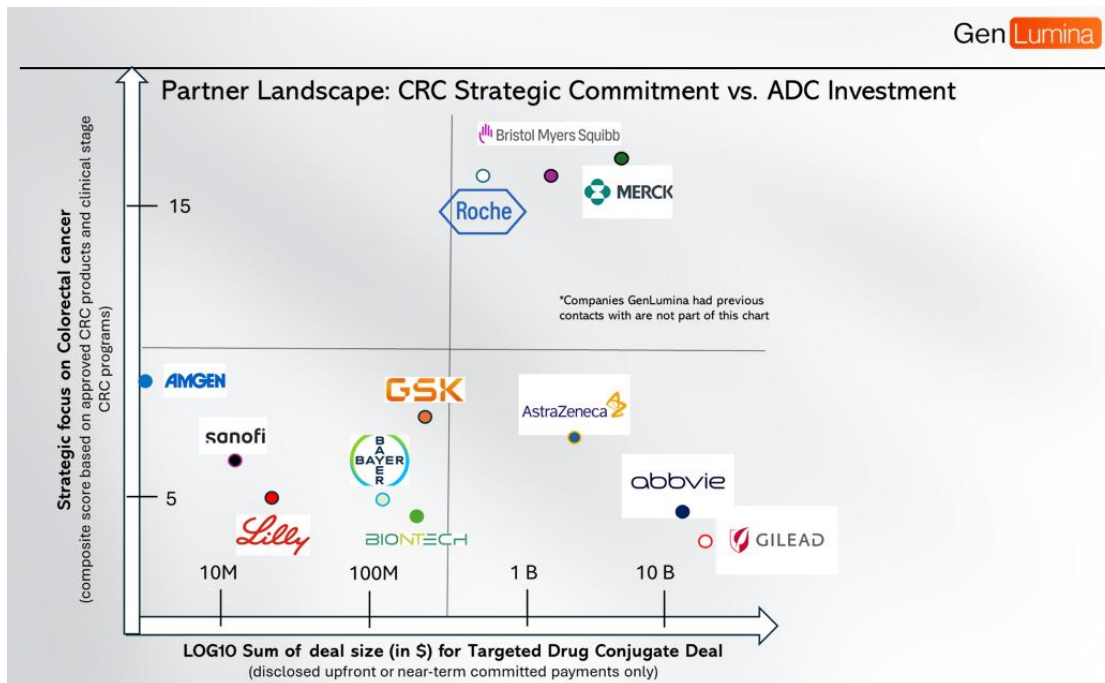 Gen Lumina
Partner Landscape: CRC Strategic Commitment vs. ADC Investment
Strategic focus on Colorectal cancer
(composite score based on approved CRC products and clinical stage
CRC programs)
Bristol Myers Squibb
Roche
MERCK
15
*Companies GenLumina had previous
contacts with are not part of this chart
AMGEN
GSK
AstraZeneca
sanofi
BAYER
BAYER
abbvie
5
Lilly
BIONTECH
GILEAD
10M
100M
1 B
10 B
LOG10 Sum of deal size (in $) for Targeted Drug Conjugate Deal
(disclosed upfront or near-term committed payments only)